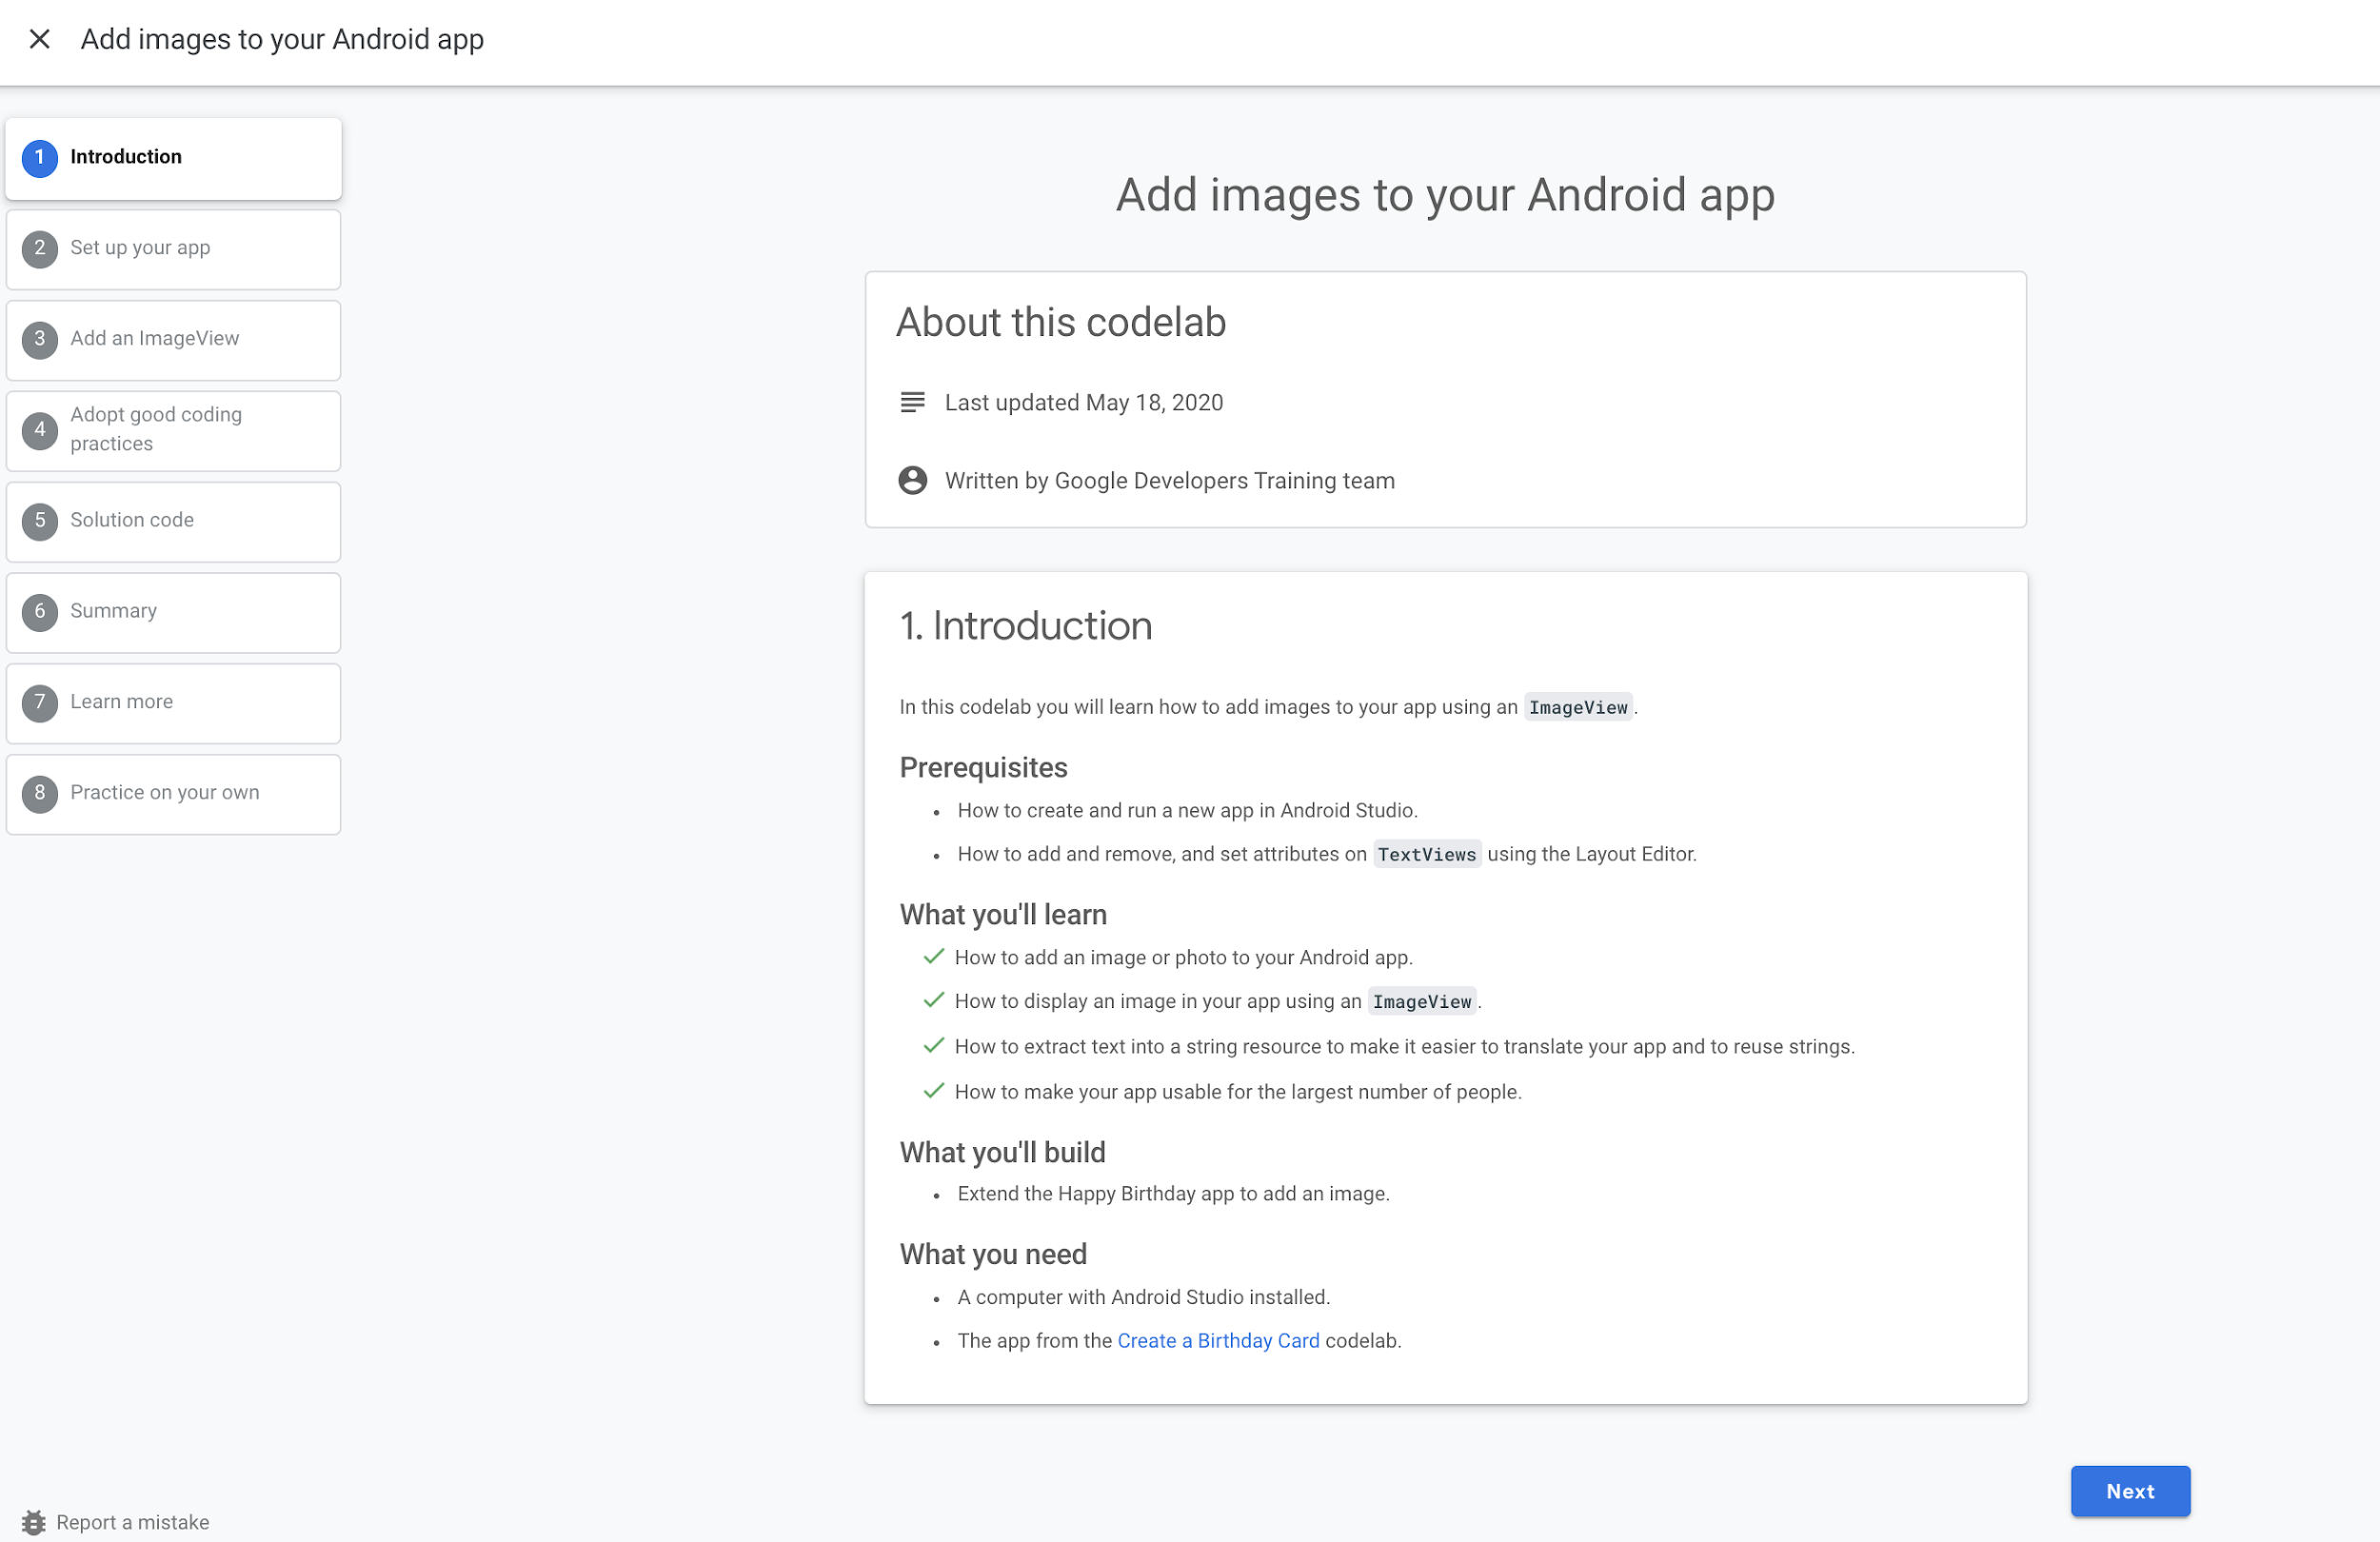 Add images to your Android app
1 Introduction
2 Set up your app
3 Add an ImageView
4 Adopt good coding
practices
5 Solution code
6 Summary
7 Learn more
8 Practice on your own
Report a mistake
Add images to your Android app
About this codelab
Last updated May 18, 2020
Written by Google Developers Training team
1. Introduction
In this codelab you will learn how to add images to your app using an ImageView.
Prerequisites
• How to create and run a new app in Android Studio.
• How to add and remove, and set attributes on TextViews using the Layout Editor.
What you'll learn
✓ How to add an image or photo to your Android app.
✓ How to display an image in your app using an ImageView.
✓ How to extract text into a string resource to make it easier to translate your app and to reuse strings.
✓ How to make your app usable for the largest number of people.
What you'll build
• Extend the Happy Birthday app to add an image.
What you need
• A computer with Android Studio installed.
• The app from the Create a Birthday Card codelab.
Next